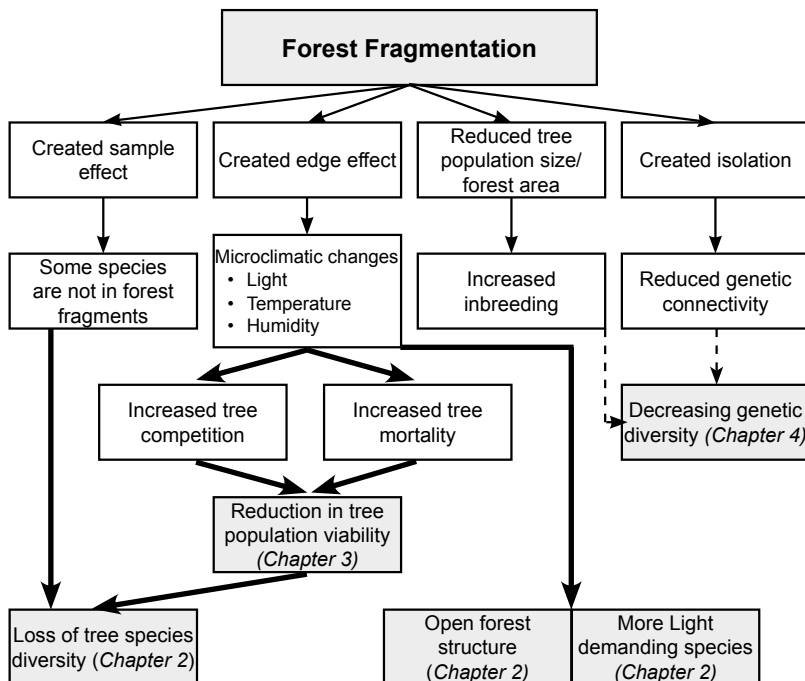 Forest Fragmentation
Created sample
effect
Created edge effect
Reduced tree
population size/
forest area
Created isolation
Some species
are not in forest
fragments
Microclimatic changes
• Light
• Temperature
• Humidity
Increased
inbreeding
Reduced genetic
connectivity
Increased tree
competition
Increased tree
mortality
Decreasing genetic
diversity (Chapter 4)
Reduction in tree
population viability
(Chapter 3)
Loss of tree species
diversity (Chapter 2)
Open forest
structure
(Chapter 2)
More Light
demanding species
(Chapter 2)